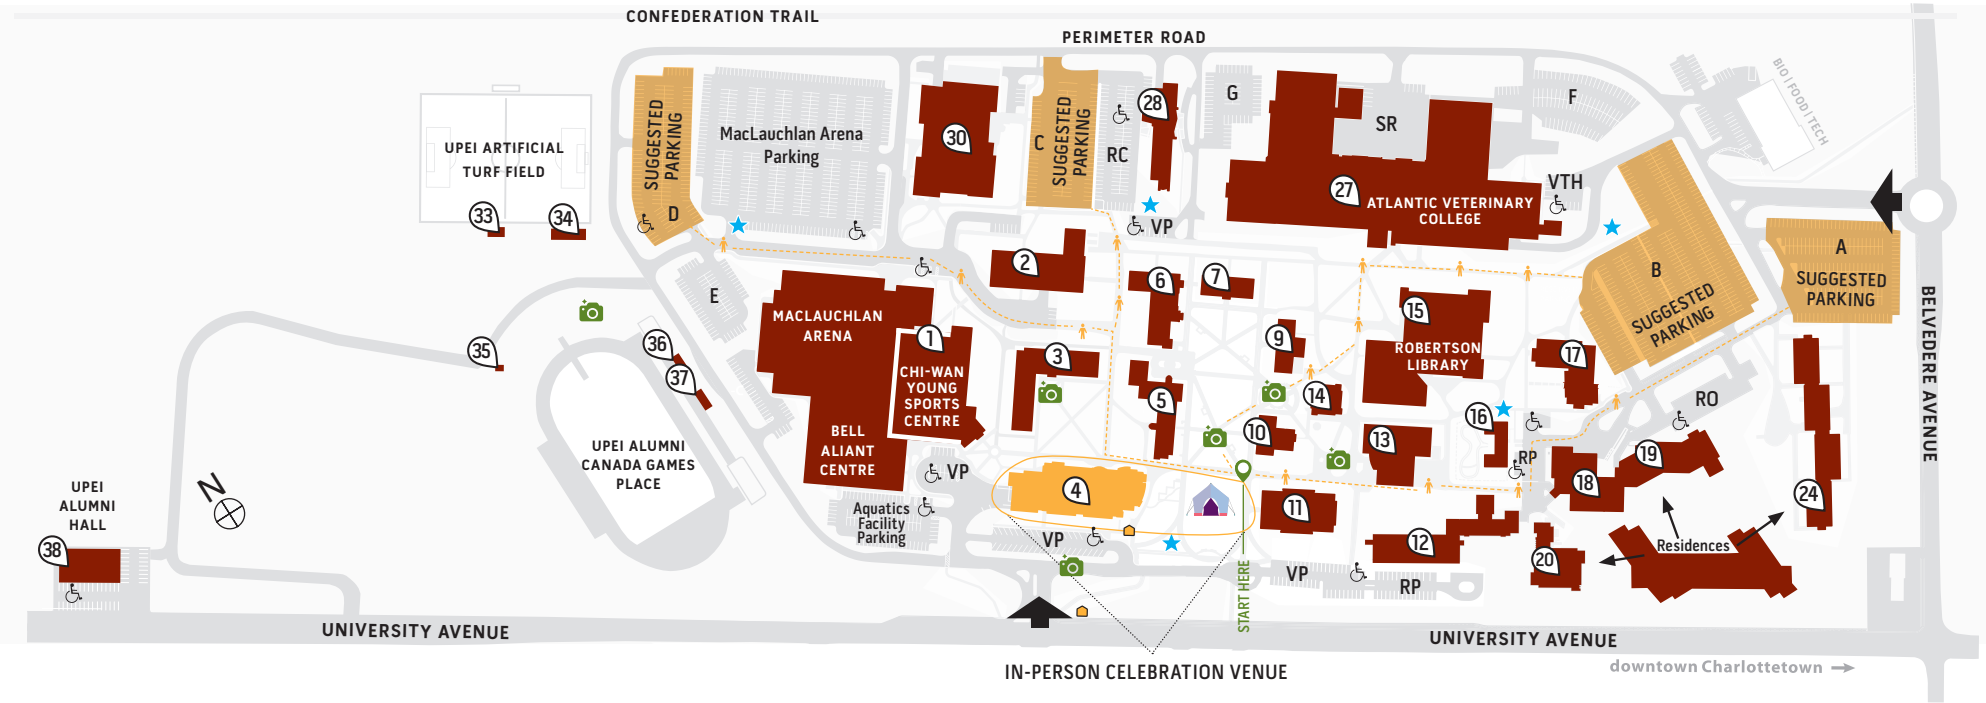 CONFEDERATION TRAIL
PERIMETER ROAD
UPEI ARTIFICIAL
TURF FIELD
33
34
SUGGESTED
PARKING
D
MacLauchlan Arena
Parking
30
C
SUGGESTED
PARKING
RC
28
VP
G
SR
27
ATLANTIC VETERINARY
COLLEGE
F
VTH
BIO | FOOD TECH
B
SUGGESTED
PARKING
A
SUGGESTED
PARKING
BELVEDERE AVENUE
E
2
6
7
15
ROBERTSON
LIBRARY
17
MACLAUCHLAN
ARENA
1
CHI-WAN
YOUNG
SPORTS
CENTRE
BELL
ALIANT
CENTRE
3
5
9
14
10
13
16
RP
RO
35
36
37
UPEI ALUMNI
CANADA GAMES
PLACE
N
UPEI
ALUMNI
HALL
38
VP
Aquatics
Facility
Parking
4
VP
11
12
18
19
20
24
Residences
VP
RP
START HERE
UNIVERSITY AVENUE
UNIVERSITY AVENUE
IN-PERSON CELEBRATION VENUE
downtown Charlottetown